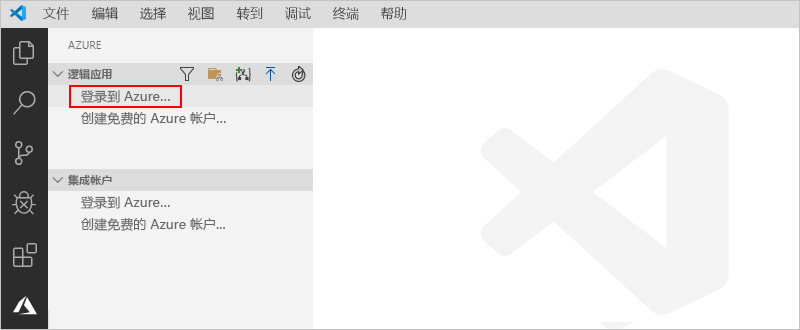 文件 编辑 选择 视图 转到 调试 终端 帮助
AZURE
逻辑应用
登录到 Azure...
创建免费的 Azure 帐户...
集成帐户
登录到 Azure...
创建免费的 Azure 帐户...